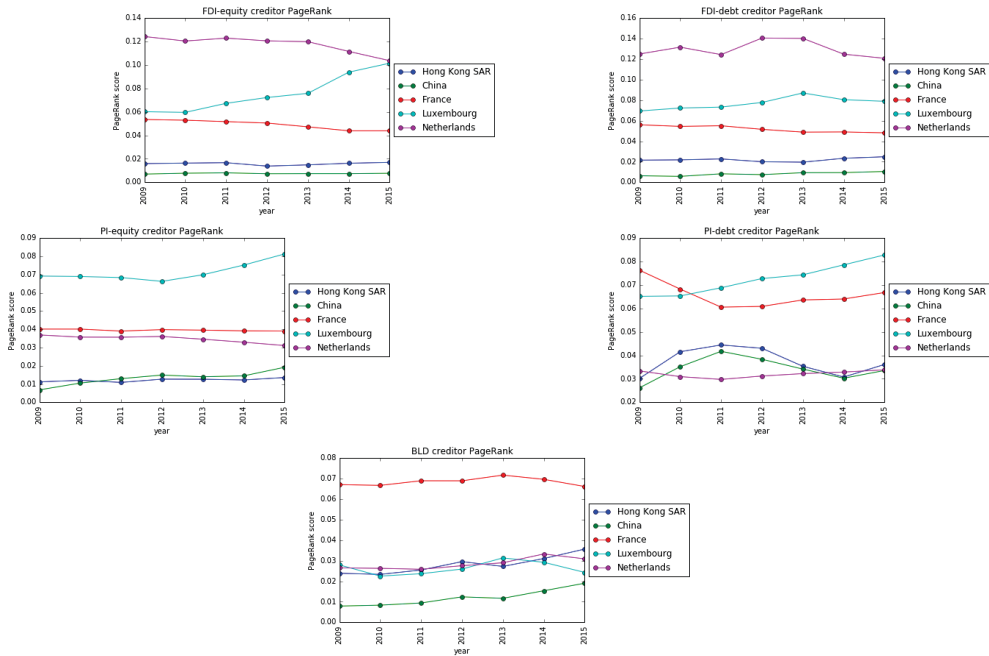 FDI-equity creditor PageRank
0.14
0.12
0.10
0.08
0.06
0.04
0.02
0.00
PageRank score
2009
2010
2011
2012
2013
2014
2015
year
Hong Kong SAR
China
France
Luxembourg
Netherlands
FDI-debt creditor PageRank
0.16
0.14
0.12
0.10
0.08
0.06
0.04
0.02
0.00
PageRank score
2009
2010
2011
2012
2013
2014
2015
year
Hong Kong SAR
China
France
Luxembourg
Netherlands
PI-equity creditor PageRank
0.09
0.08
0.07
0.06
0.05
0.04
0.03
0.02
0.01
0.00
PageRank score
2009
2010
2011
2012
2013
2014
2015
year
Hong Kong SAR
China
France
Luxembourg
Netherlands
PI-debt creditor PageRank
0.09
0.08
0.07
0.06
0.05
0.04
0.03
0.02
PageRank score
2009
2010
2011
2012
2013
2014
2015
year
Hong Kong SAR
China
France
Luxembourg
Netherlands
BLD creditor PageRank
0.08
0.07
0.06
0.05
0.04
0.03
0.02
0.01
0.00
PageRank score
2009
2010
2011
2012
2013
2014
2015
year
Hong Kong SAR
China
France
Luxembourg
Netherlands